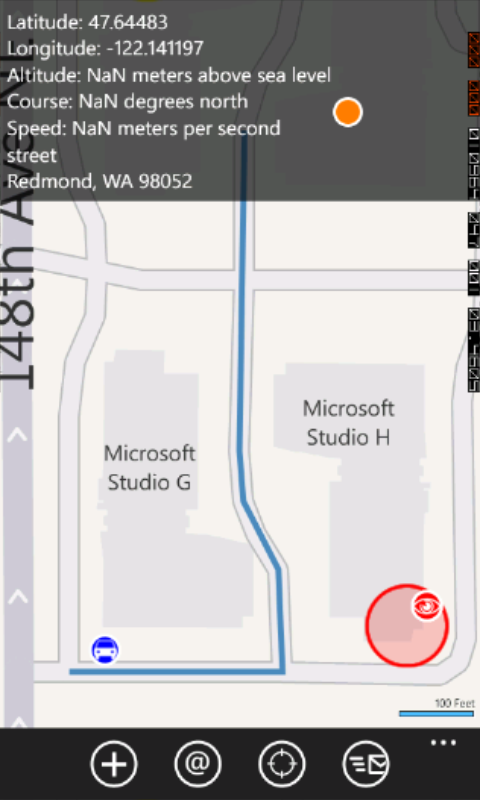 Latitude: 47.64483
Longitude: -122.141197
Altitude: NaN meters above sea level
Course: NaN degrees north
Speed: NaN meters per second
street
Redmond, WA 98052
148th Ave NE
Microsoft
Studio H
Microsoft
Studio G
100 Feet
@